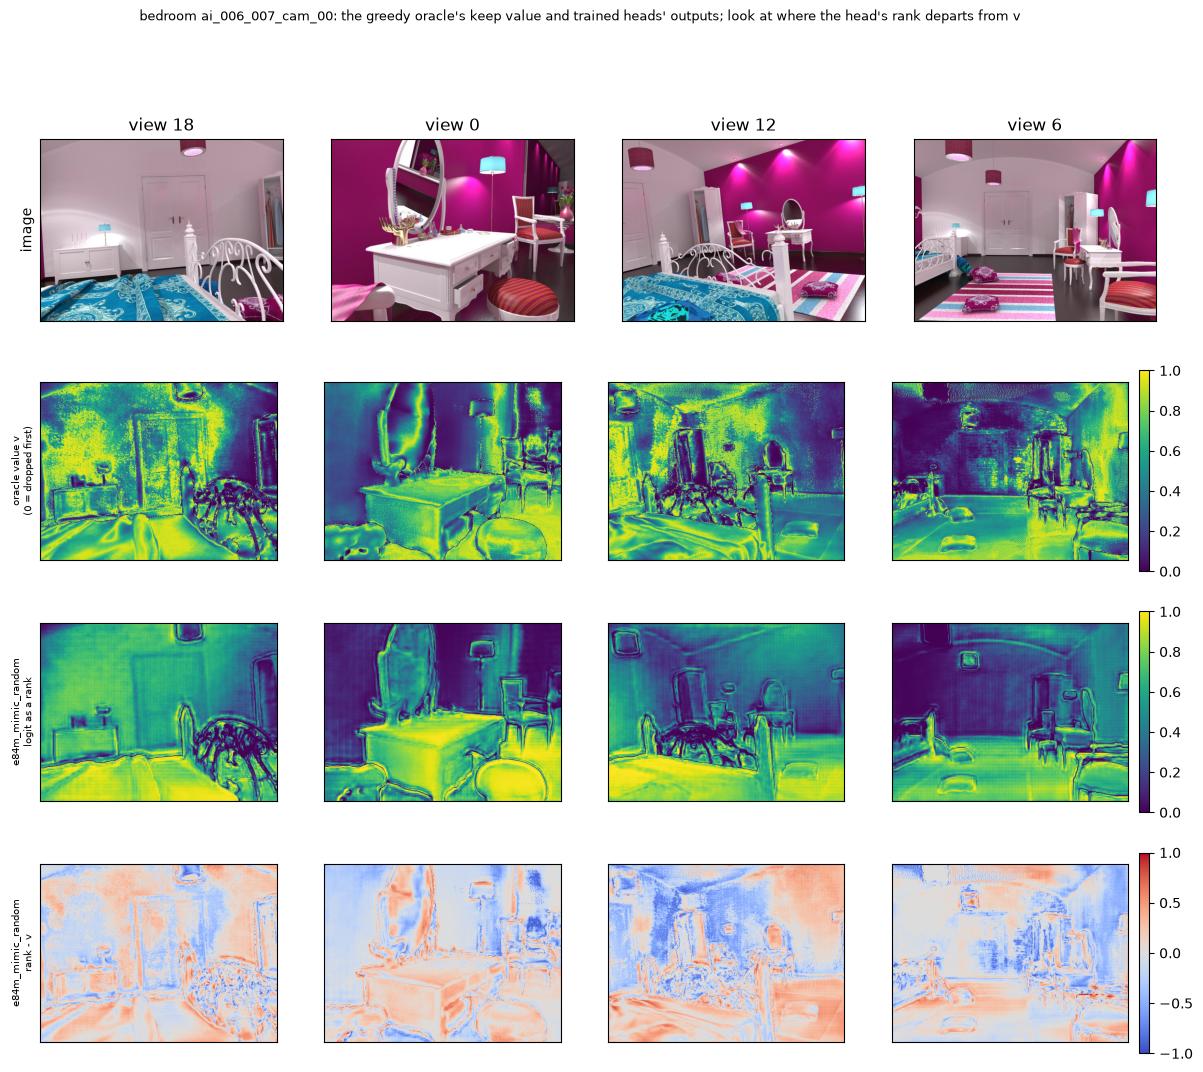 bedroom ai_006_007_cam_00: the greedy oracle's keep value and trained heads' outputs; look at where the head's rank departs from v
view 18
view 0
view 12
view 6
image
oracle value v
(0 = dropped first)
1.0
0.8
0.6
0.4
0.2
0.0
e84m_mimic_random
logit as a rank
1.0
0.8
0.6
0.4
0.2
0.0
e84m_mimic_random
rank - v
1.0
0.5
0.0
−0.5
−1.0